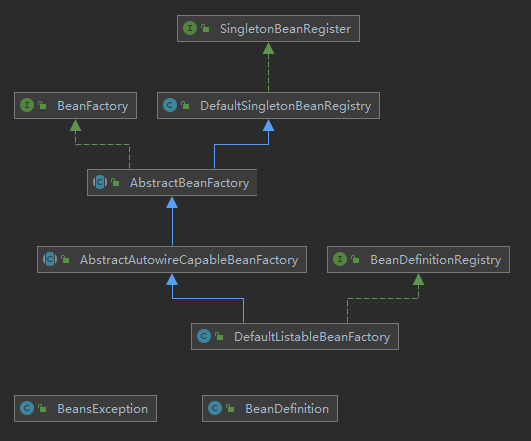 SingletonBeanRegister
BeanFactory
DefaultSingletonBeanRegistry
AbstractBeanFactory
AbstractAutowireCapableBeanFactory
BeanDefinitionRegistry
DefaultListableBeanFactory
BeansException
BeanDefinition